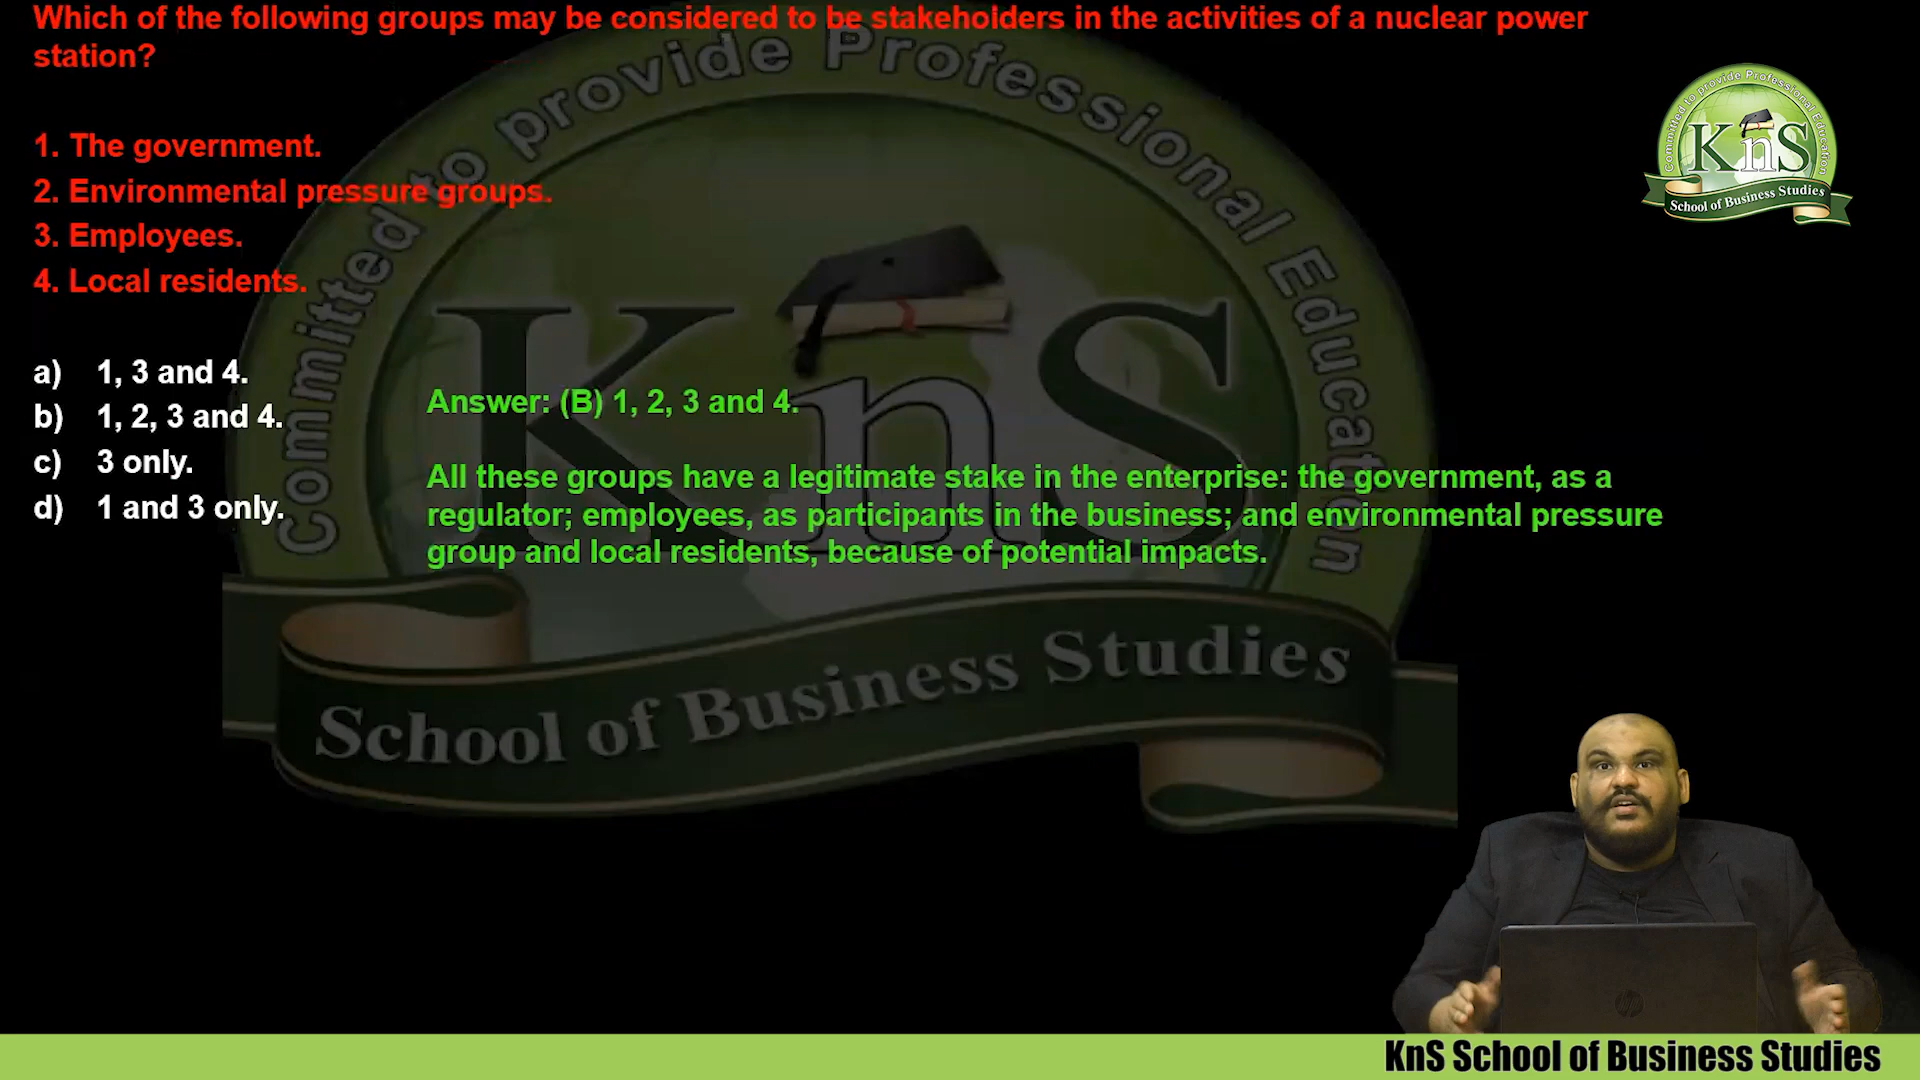 Which of the following groups may be considered to be stakeholders in the activities of a nuclear power
station?
1. The government.
2. Environmental pressure groups.
3. Employees.
4. Local residents.
a) 1, 3 and 4.
b) 1, 2, 3 and 4.
c) 3 only.
d) 1 and 3 only.
Answer: (B) 1, 2, 3 and 4.
All these groups have a legitimate stake in the enterprise: the government, as a
regulator; employees, as participants in the business; and environmental pressure
group and local residents, because of potential impacts.
Committed to provide Professional Education
KnS
School of Business Studies
Committed to provide Professional Education
KnS
School of Business Studies
KnS School of Business Studies